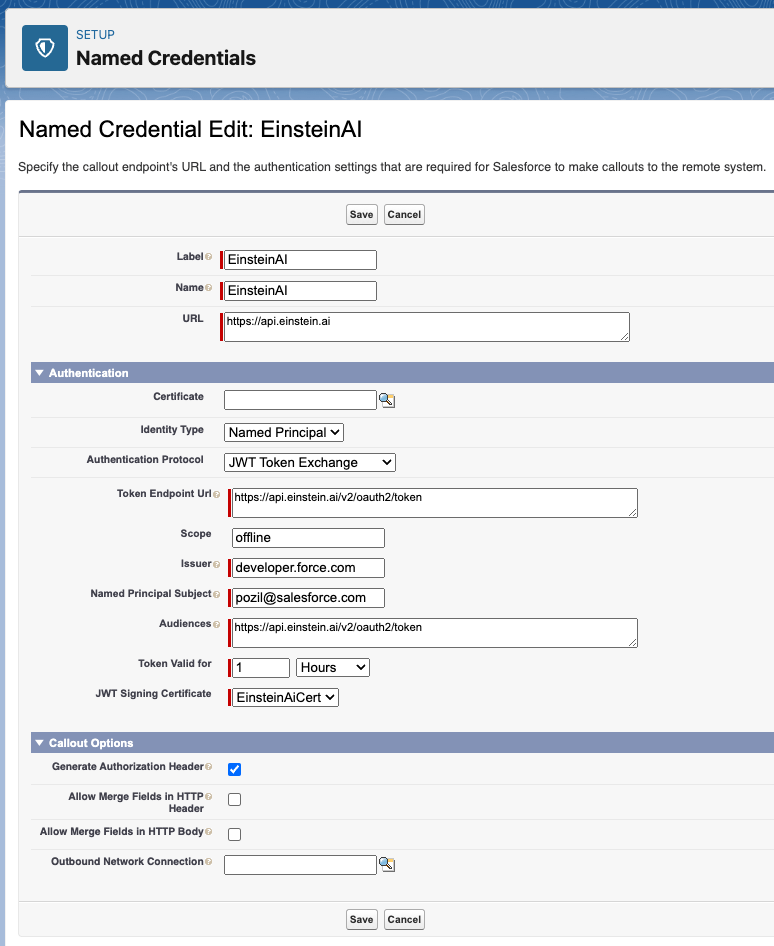 SETUP
Named Credentials
Named Credential Edit: EinsteinAI
Specify the callout endpoint's URL and the authentication settings that are required for Salesforce to make callouts to the remote system.
Save Cancel
Label EinsteinAI
Name EinsteinAI
URL https://api.einstein.ai
Authentication
Certificate
Identity Type Named Principal
Authentication Protocol JWT Token Exchange
Token Endpoint Url https://api.einstein.ai/v2/oauth2/token
Scope offline
Issuer developer.force.com
Named Principal Subject pozil@salesforce.com
Audiences https://api.einstein.ai/v2/oauth2/token
Token Valid for 1 Hours
JWT Signing Certificate EinsteinAiCert
Callout Options
Generate Authorization Header
Allow Merge Fields in HTTP
Header
Allow Merge Fields in HTTP Body
Outbound Network Connection
Save Cancel